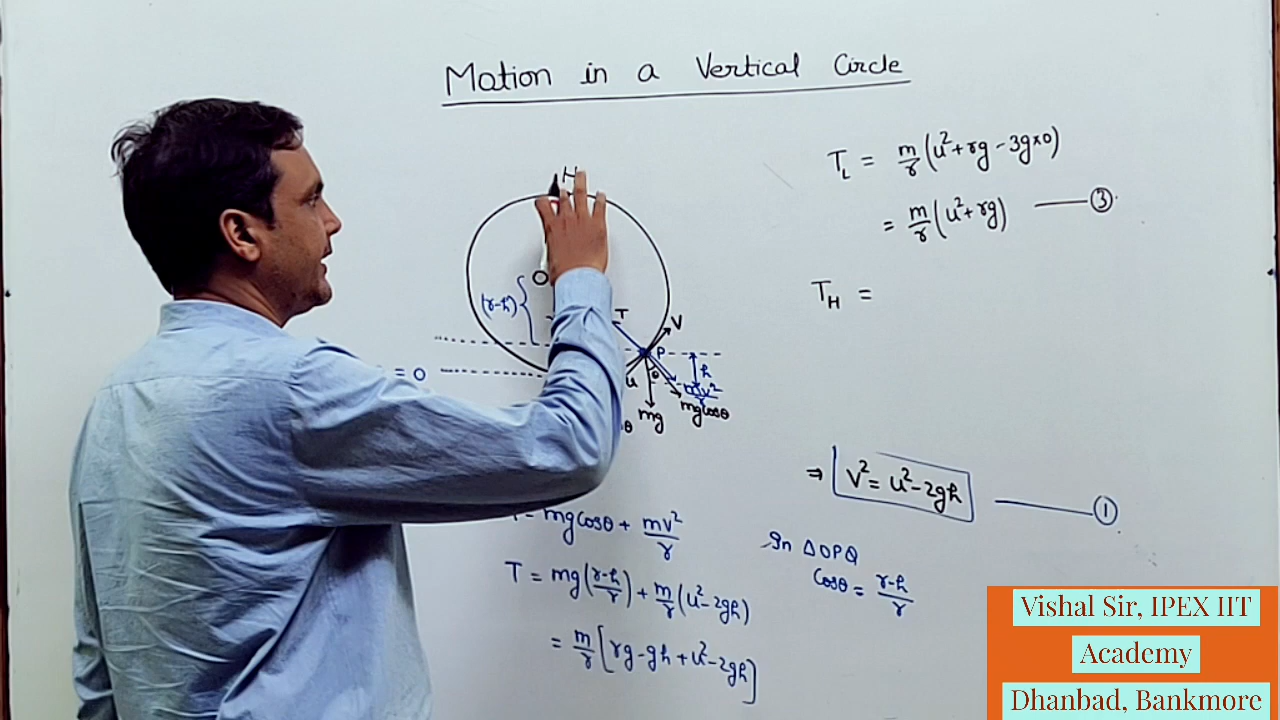 Motion in a Vertical Circle
H
O
(r-h)
r
T
V
P
h
u
θ
mv²/r
mg
mgcosθ
θ
= 0
T_L = m/r (u² + rg - 3g×0)
= m/r (u² + rg) — ③
T_H =
⇒ V² = u² - 2gh — ①
= mgcosθ + mv²/r
T = mg(r-h/r) + m/r (u² - 2gh)
= m/r [rg - gh + u² - 2gh]
In △OPQ
Cosθ = r-h/r
Vishal Sir, IPEX IIT
Academy
Dhanbad, Bankmore